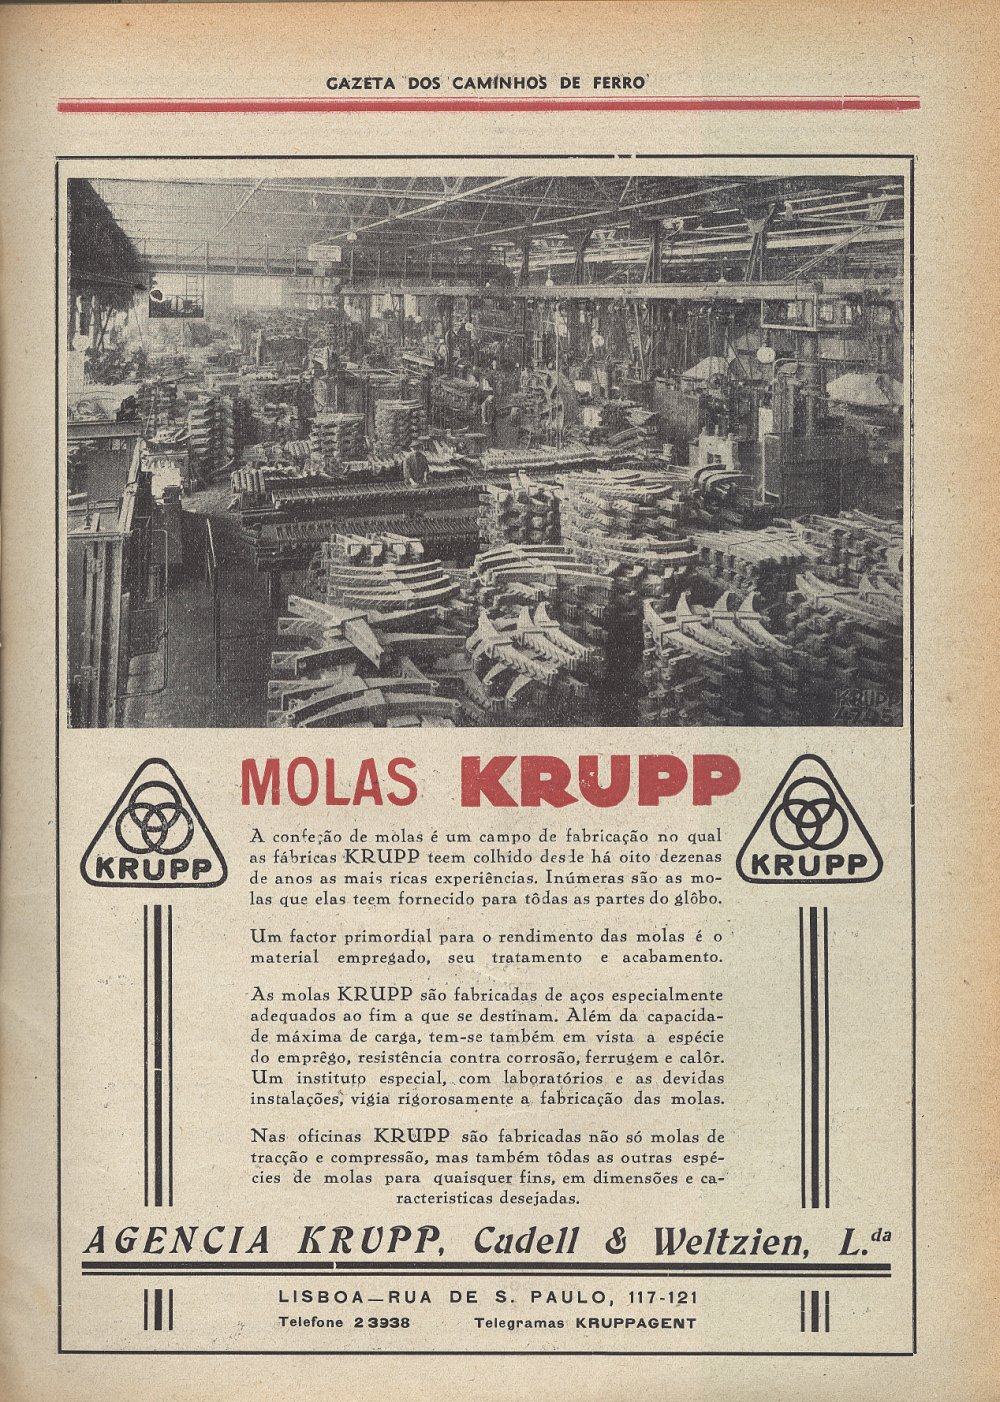 GAZETA DOS CAMINHOS DE FERRO
KRUPP
MOLAS KRUPP
KRUPP
KRUPP
A confeção de molas é um campo de fabricação no qual
as fábricas KRUPP teem colhido desde há oito dezenas
de anos as mais ricas experiências. Inúmeras são as mo-
las que elas teem fornecido para tôdas as partes do glôbo.
Um factor primordial para o rendimento das molas é o
material empregado, seu tratamento e acabamento.
As molas KRUPP são fabricadas de aços especialmente
adequados ao fim a que se destinam. Além da capacida-
de máxima de carga, tem-se também em vista a espécie
do emprêgo, resistência contra corrosão, ferrugem e calôr.
Um instituto especial, com laboratórios e as devidas
instalações, vigia rigorosamente a fabricação das molas.
Nas oficinas KRUPP são fabricadas não só molas de
tracção e compressão, mas também tôdas as outras espé-
cies de molas para quaisquer fins, em dimensões e ca-
racteristicas desejadas.
AGENCIA KRUPP, Cudell & Weltzien, L.da
LISBOA—RUA DE S. PAULO, 117-121
Telefone 23938 Telegramas KRUPPAGENT